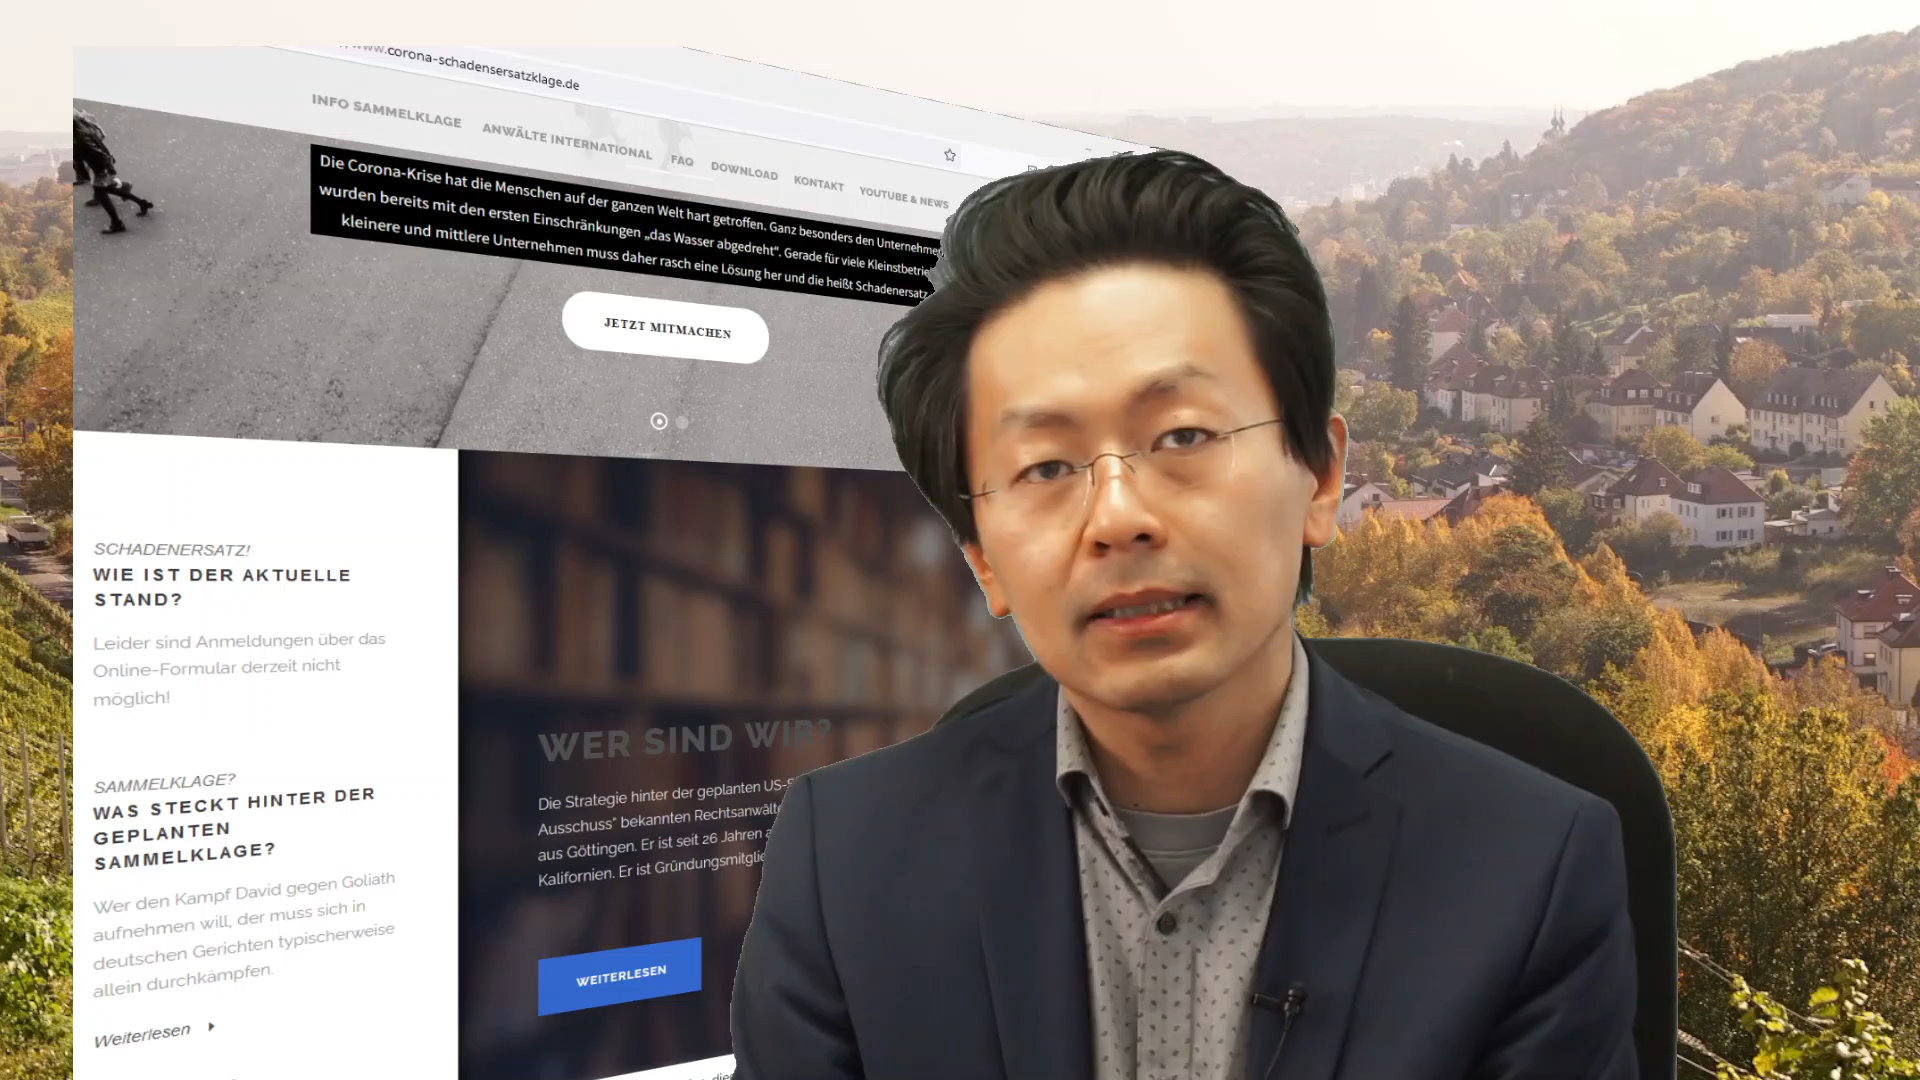 www.corona-schadensersatzklage.de
INFO SAMMELKLAGE ANWÄLTE INTERNATIONAL FAQ DOWNLOAD KONTAKT YOUTUBE & NEWS
Die Corona-Krise hat die Menschen auf der ganzen Welt hart getroffen. Ganz besonders den Unternehmen
wurden bereits mit den ersten Einschränkungen „das Wasser abgedreht“. Gerade für viele Kleinstbetrie
kleinere und mittlere Unternehmen muss daher rasch eine Lösung her und die heißt Schadenersatz
JETZT MITMACHEN
SCHADENERSATZ!
WIE IST DER AKTUELLE
STAND?
Leider sind Anmeldungen über das
Online-Formular derzeit nicht
möglich!
SAMMELKLAGE?
WAS STECKT HINTER DER
GEPLANTEN
SAMMELKLAGE?
Wer den Kampf David gegen Goliath
aufnehmen will, der muss sich in
deutschen Gerichten typischerweise
allein durchkämpfen.
Weiterlesen
WER SIND WIR?
Die Strategie hinter der geplanten US-S
Ausschuss" bekannten Rechtsanwälte
aus Göttingen. Er ist seit 26 Jahren a
Kalifornien. Er ist Gründungsmitglie
WEITERLESEN